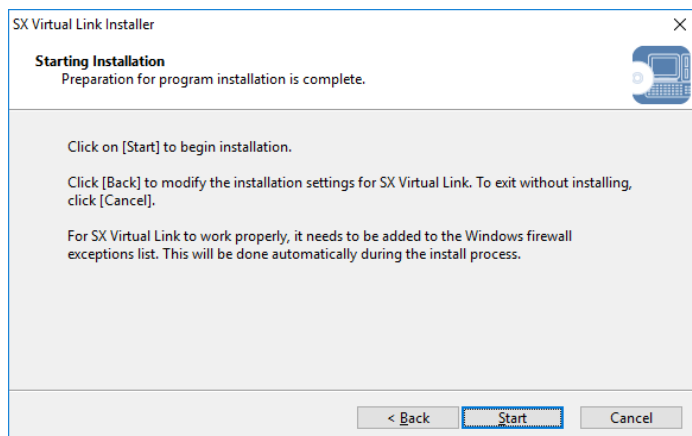 SX Virtual Link Installer
Starting Installation
Preparation for program installation is complete.
Click on [Start] to begin installation.
Click [Back] to modify the installation settings for SX Virtual Link. To exit without installing,
click [Cancel].
For SX Virtual Link to work properly, it needs to be added to the Windows firewall
exceptions list. This will be done automatically during the install process.
< Back
Start
Cancel